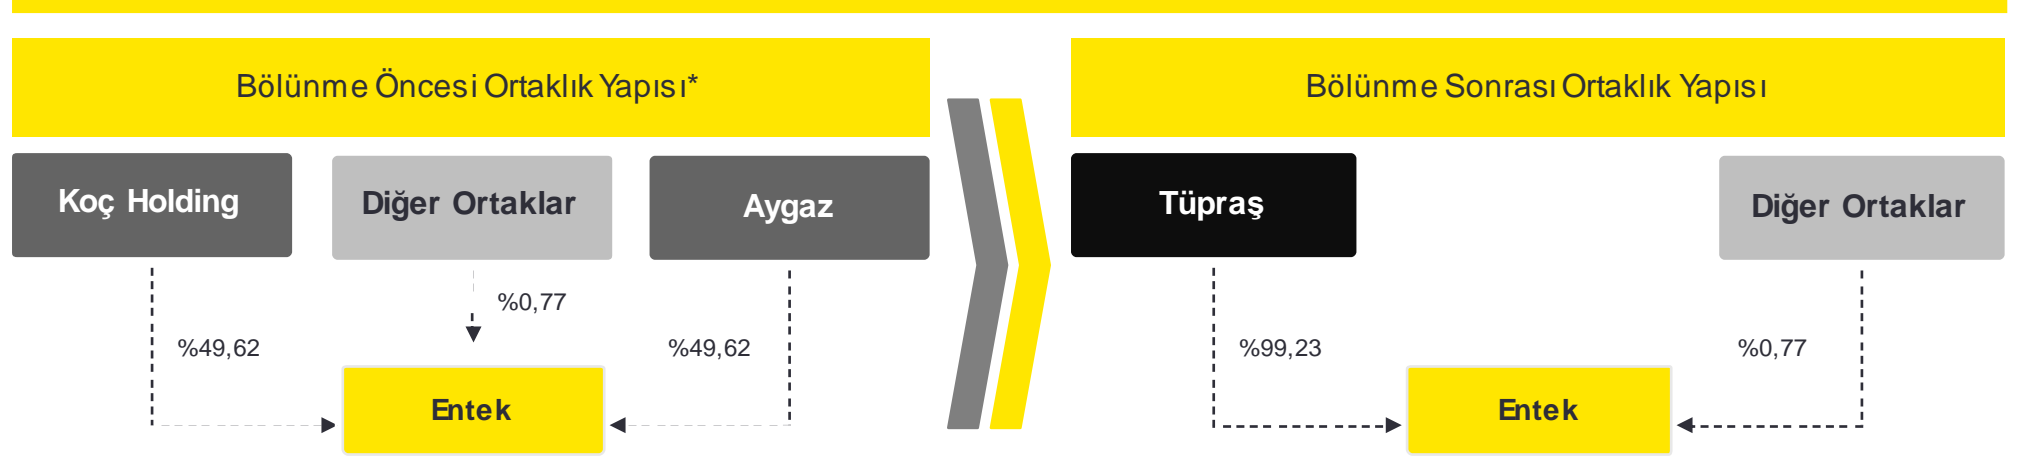 Bölünme Öncesi Ortaklık Yapısı*
Bölünme Sonrası Ortaklık Yapısı
Koç Holding
Diğer Ortaklar
Aygaz
Tüpraş
Diğer Ortaklar
%0,77
%49,62
%49,62
%99,23
%0,77
Entek
Entek